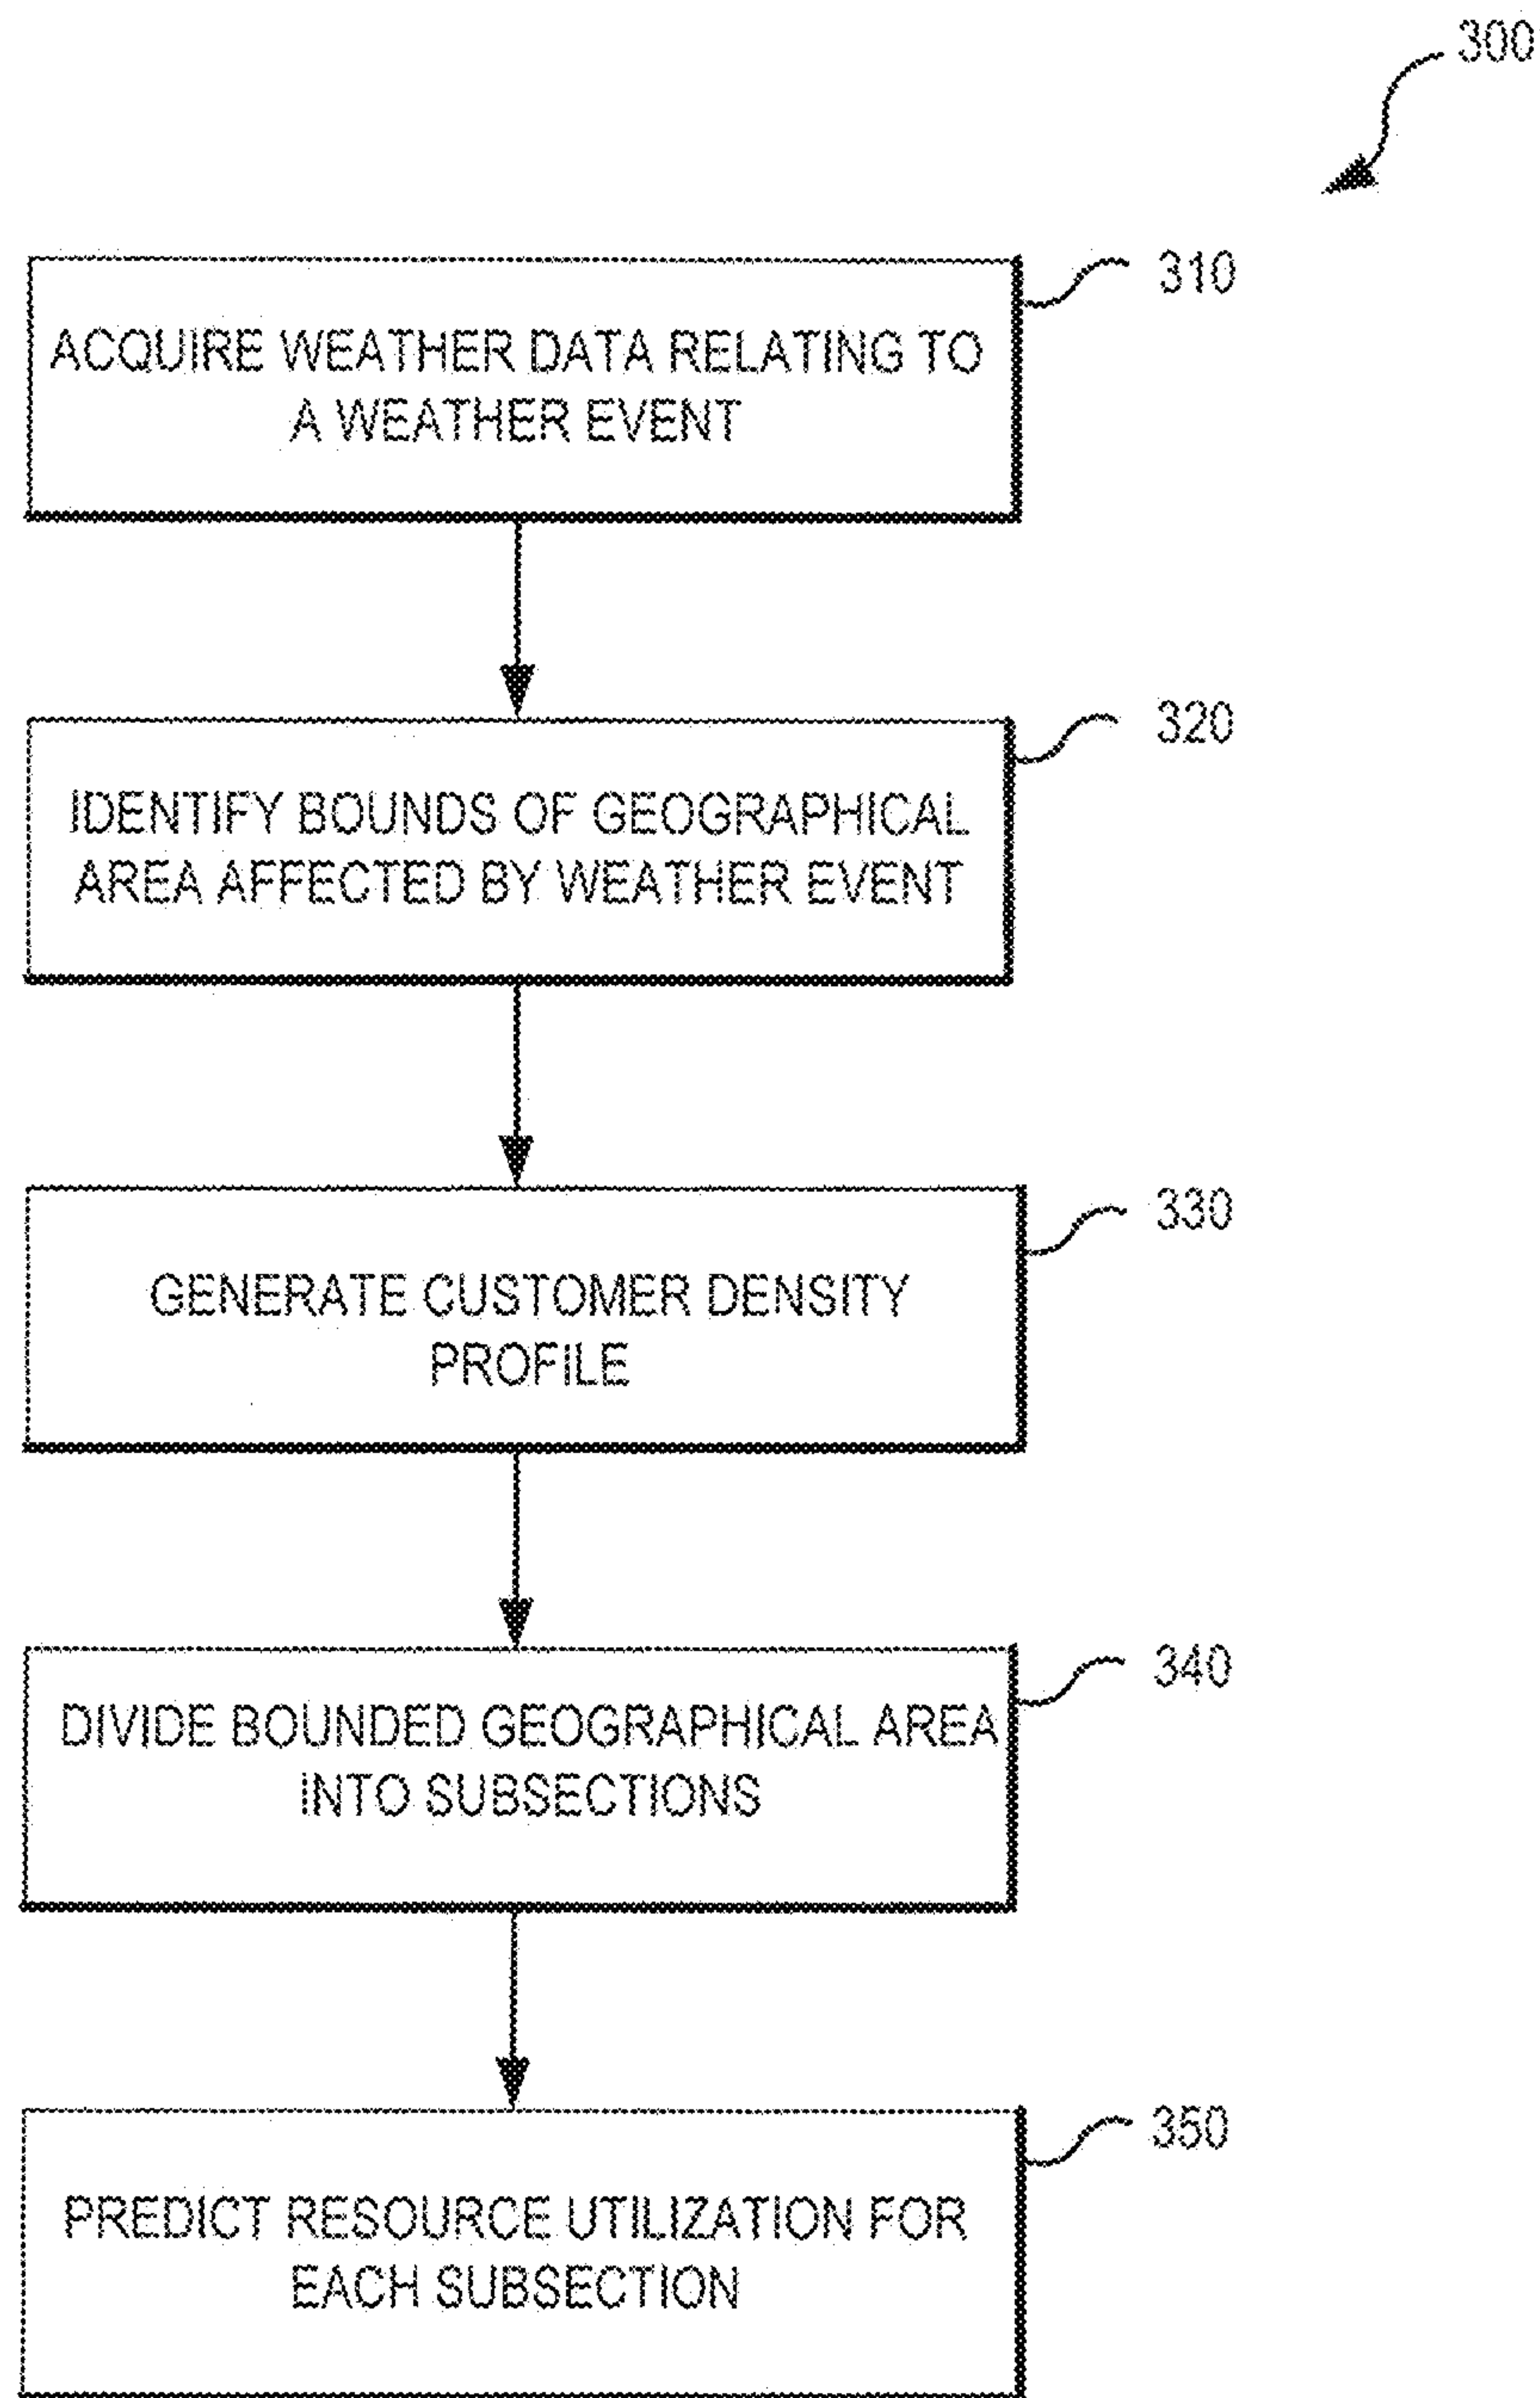 300
310
ACQUIRE WEATHER DATA RELATING TO
A WEATHER EVENT
320
IDENTIFY BOUNDS OF GEOGRAPHICAL
AREA AFFECTED BY WEATHER EVENT
330
GENERATE CUSTOMER DENSITY
PROFILE
340
DIVIDE BOUNDED GEOGRAPHICAL AREA
INTO SUBSECTIONS
350
PREDICT RESOURCE UTILIZATION FOR
EACH SUBSECTION